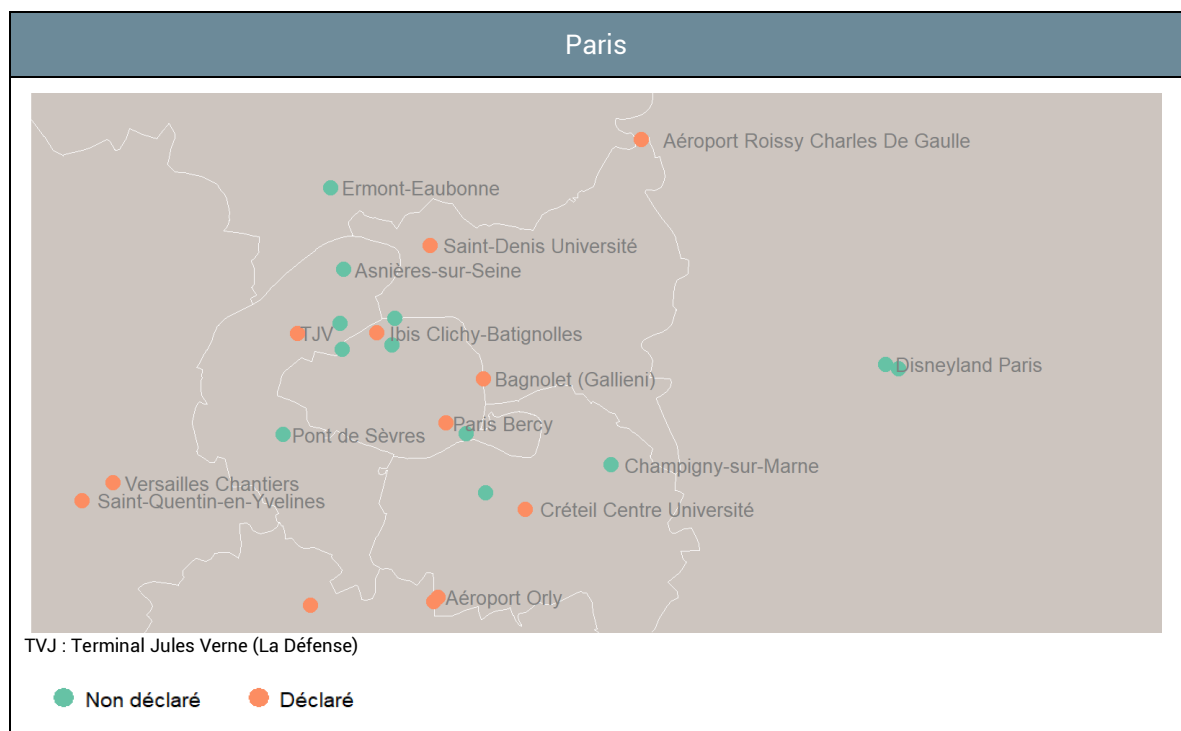 Paris
Aéroport Roissy Charles De Gaulle
Ermont-Eaubonne
Saint-Denis Université
Asnières-sur-Seine
TJV
Ibis Clichy-Batignolles
Disneyland Paris
Bagnolet (Gallieni)
Paris Bercy
Pont de Sèvres
Champigny-sur-Marne
Versailles Chantiers
Saint-Quentin-en-Yvelines
Créteil Centre Université
Aéroport Orly
TVJ : Terminal Jules Verne (La Défense)
Non déclaré
Déclaré